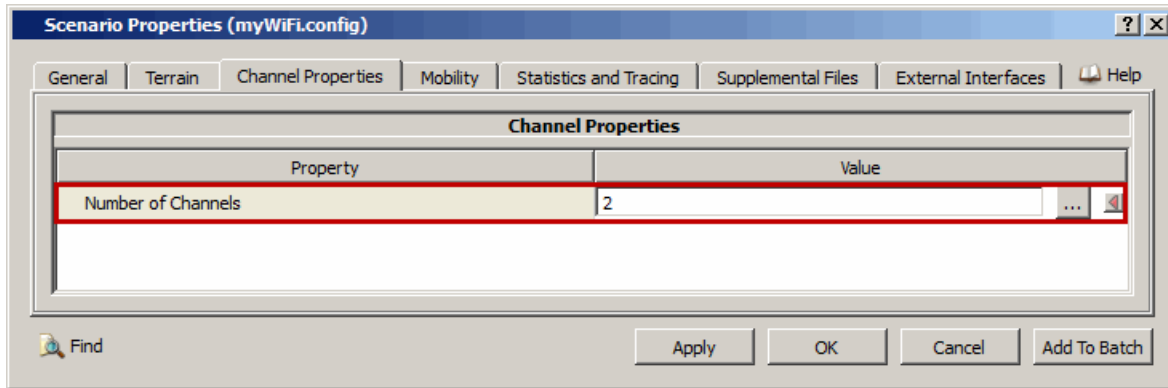 Scenario Properties (myWiFi.config) ? X
General Terrain Channel Properties Mobility Statistics and Tracing Supplemental Files External Interfaces Help
Channel Properties
Property Value
Number of Channels 2 ...
Find Apply OK Cancel Add To Batch